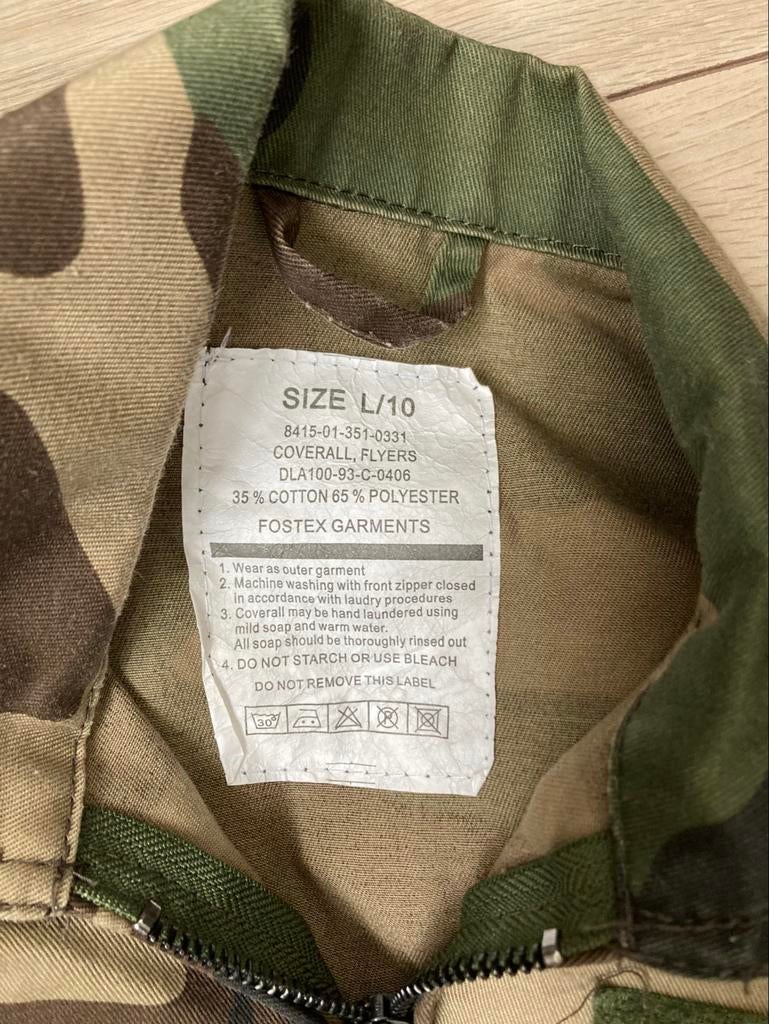 SIZE L/10
8415-01-351-0331
COVERALL, FLYERS
DLA100-93-C-0406
35 % COTTON 65 % POLYESTER
FOSTEX GARMENTS
1. Wear as outer garment
2. Machine washing with front zipper closed
in accordance with laudry procedures
3. Coverall may be hand laundered using
mild soap and warm water.
All soap should be thoroughly rinsed out
4. DO NOT STARCH OR USE BLEACH
DO NOT REMOVE THIS LABEL
30° R